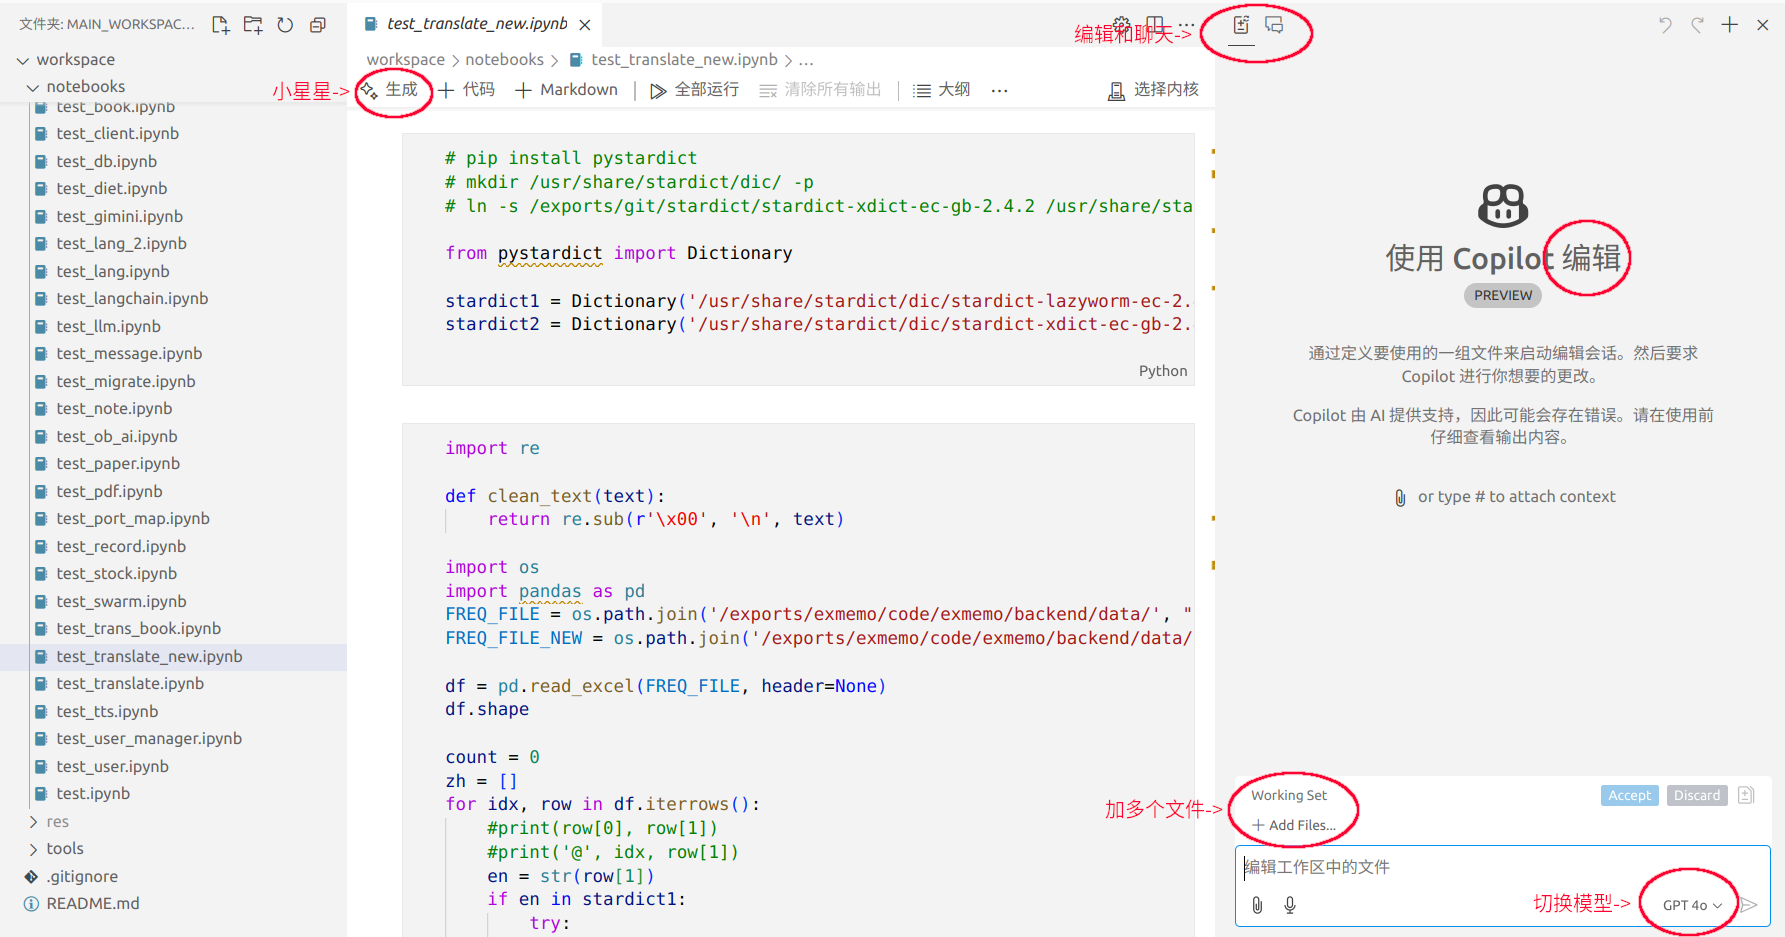 文件夹: MAIN_WORKSPAC...
workspace
notebooks
test_book.ipynb
test_client.ipynb
test_db.ipynb
test_diet.ipynb
test_gimini.ipynb
test_lang_2.ipynb
test_lang.ipynb
test_langchain.ipynb
test_llm.ipynb
test_message.ipynb
test_migrate.ipynb
test_note.ipynb
test_ob_ai.ipynb
test_paper.ipynb
test_pdf.ipynb
test_port_map.ipynb
test_record.ipynb
test_stock.ipynb
test_swarm.ipynb
test_trans_book.ipynb
test_translate_new.ipynb
test_translate.ipynb
test_tts.ipynb
test_user_manager.ipynb
test_user.ipynb
test.ipynb
res
tools
.gitignore
README.md
test_translate_new.ipynb
编辑和聊天->
workspace > notebooks > test_translate_new.ipynb > ...
小星星->
生成 + 代码 + Markdown | 全部运行 清除所有输出 | 大纲 ... 选择内核
# pip install pystardict
# mkdir /usr/share/stardict/dic/ -p
# ln -s /exports/git/stardict/stardict-xdict-ec-gb-2.4.2 /usr/share/sta
from pystardict import Dictionary
stardict1 = Dictionary('/usr/share/stardict/dic/stardict-lazyworm-ec-2.
stardict2 = Dictionary('/usr/share/stardict/dic/stardict-xdict-ec-gb-2.
Python
import re
def clean_text(text):
return re.sub(r'\x00', '\n', text)
import os
import pandas as pd
FREQ_FILE = os.path.join('/exports/exmemo/code/exmemo/backend/data/', "
FREQ_FILE_NEW = os.path.join('/exports/exmemo/code/exmemo/backend/data/
df = pd.read_excel(FREQ_FILE, header=None)
df.shape
count = 0
zh = []
for idx, row in df.iterrows():
#print(row[0], row[1])
#print('@', idx, row[1])
en = str(row[1])
if en in stardict1:
try:
使用 Copilot 编辑
PREVIEW
通过定义要使用的一组文件来启动编辑会话。然后要求
Copilot 进行你想要的更改。
Copilot 由 AI 提供支持，因此可能会存在错误。请在使用前
仔细查看输出内容。
or type # to attach context
加多个文件->
Working Set
Accept Discard
+ Add Files...
编辑工作区中的文件
切换模型->
GPT 4o